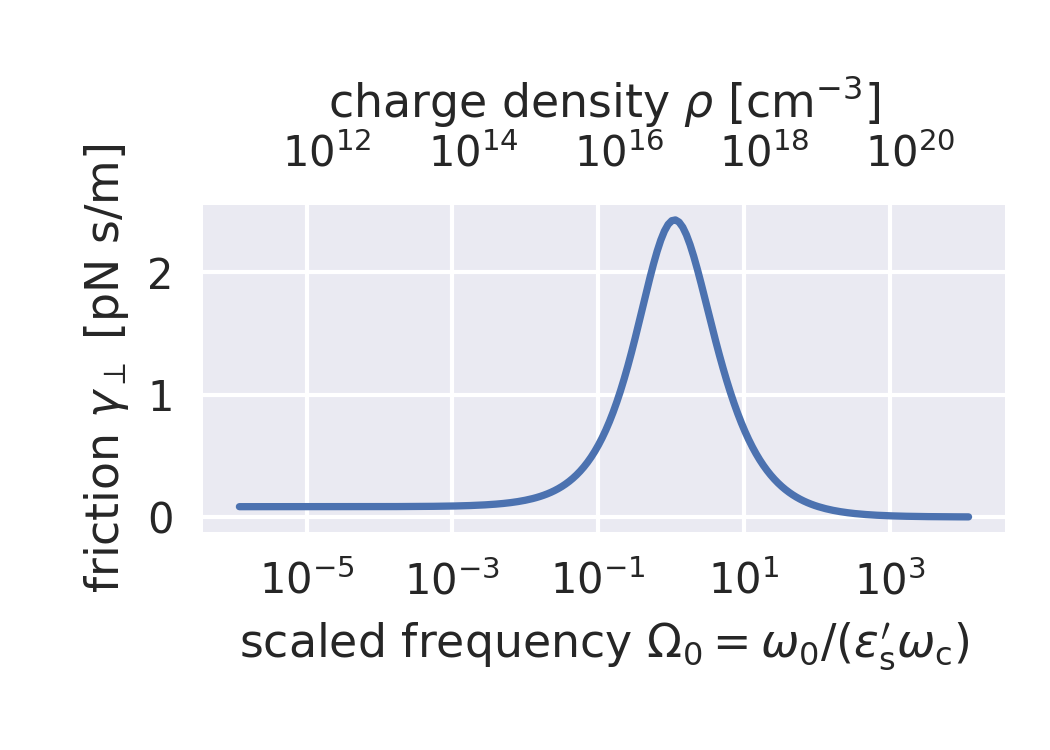 charge density ρ [cm⁻³]
10¹² 10¹⁴ 10¹⁶ 10¹⁸ 10²⁰
friction γ⊥ [pN s/m]
2
1
0
10⁻⁵ 10⁻³ 10⁻¹ 10¹ 10³
scaled frequency Ω₀ = ω₀/(ε′ₛω_c)